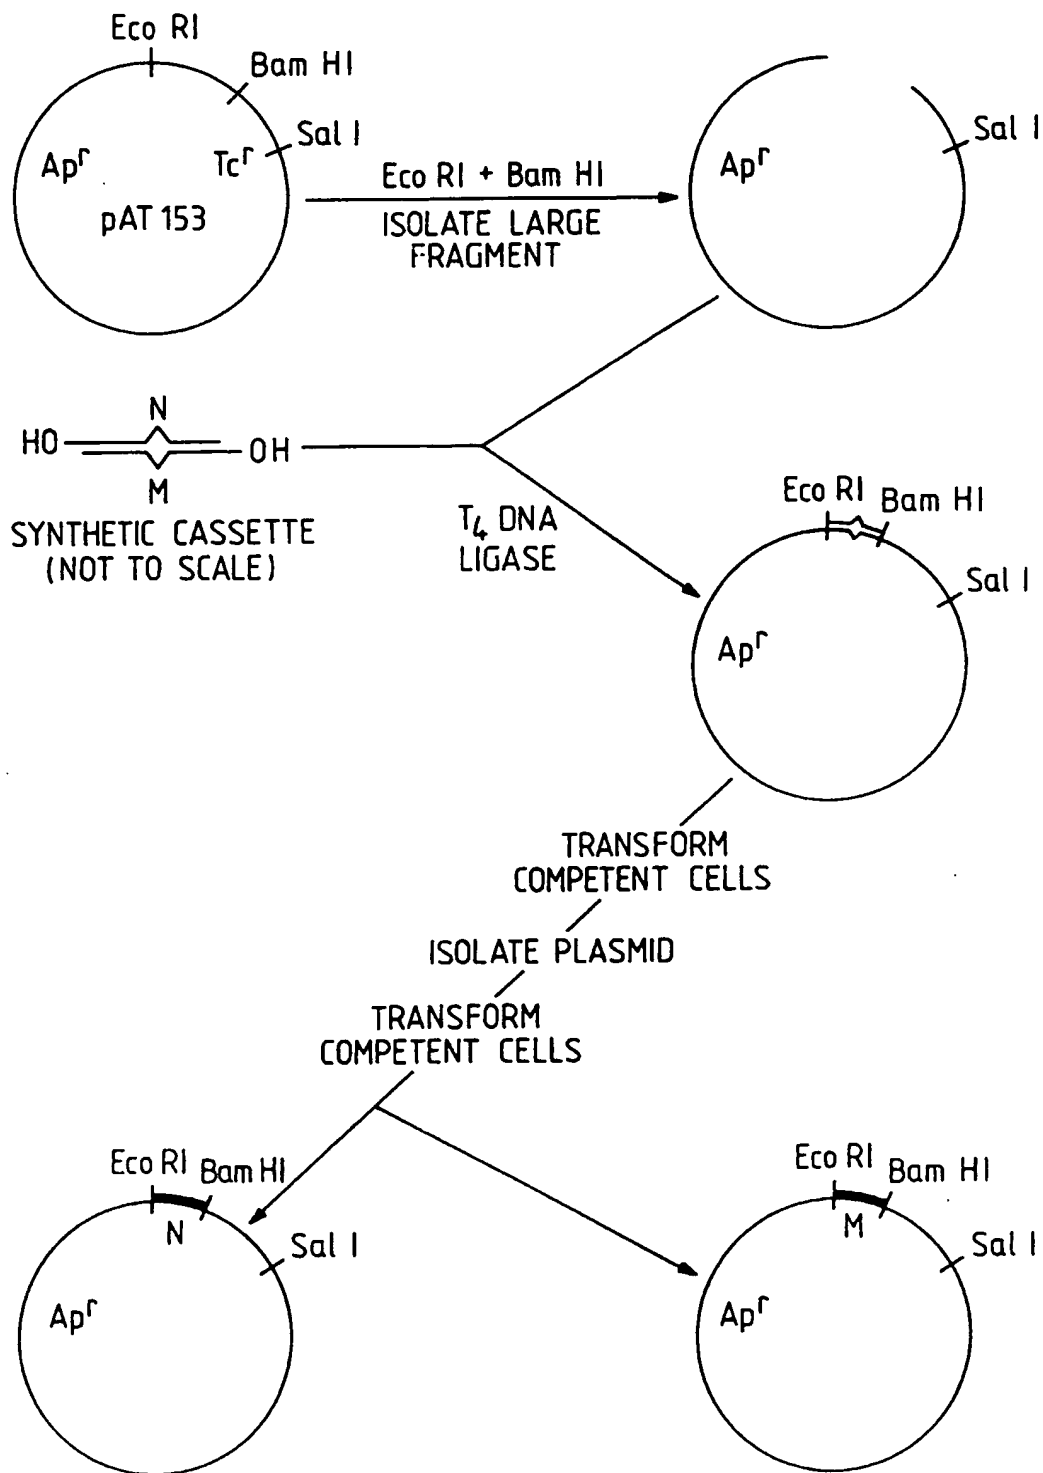 Eco RI
Bam HI
Sal I
Apʳ
Tcʳ
pAT 153
Eco RI + Bam HI
ISOLATE LARGE
FRAGMENT
Sal I
Apʳ
N
HO
OH
M
SYNTHETIC CASSETTE
(NOT TO SCALE)
T₄ DNA
LIGASE
Eco RI
Bam HI
Sal I
Apʳ
TRANSFORM
COMPETENT CELLS
ISOLATE PLASMID
TRANSFORM
COMPETENT CELLS
Eco RI
Bam HI
N
Sal I
Apʳ
Eco RI
Bam HI
M
Sal I
Apʳ